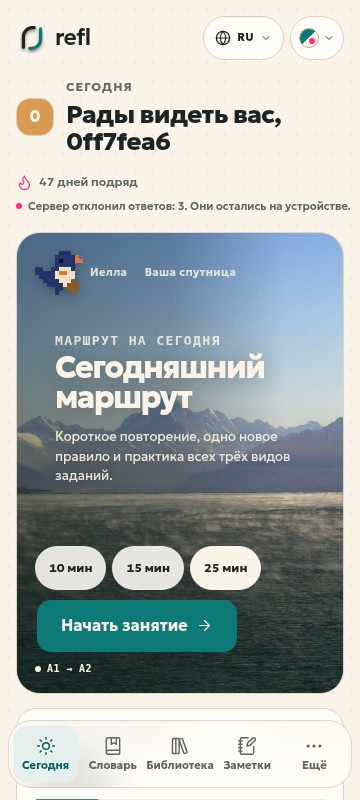 refl
RU
СЕГОДНЯ
0
Рады видеть вас,
0ff7fea6
47 дней подряд
Сервер отклонил ответов: 3. Они остались на устройстве.
Иелла Ваша спутница
МАРШРУТ НА СЕГОДНЯ
Сегодняшний
маршрут
Короткое повторение, одно новое
правило и практика всех трёх видов
заданий.
10 мин 15 мин 25 мин
Начать занятие →
A1 → A2
Сегодня Словарь Библиотека Заметки Ещё